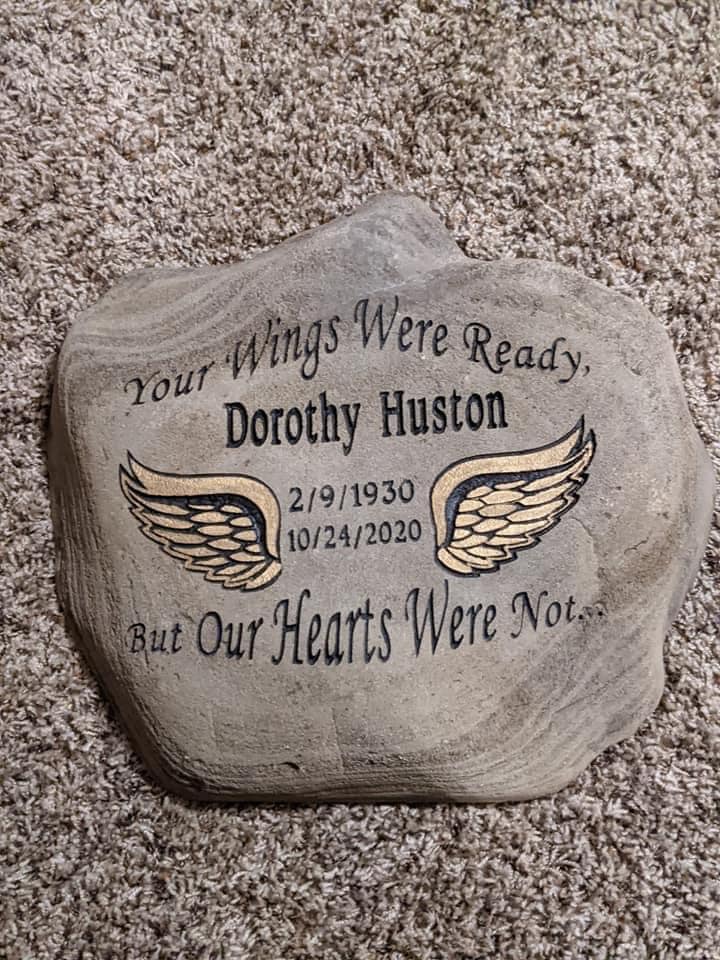 Your Wings Were Ready,
Dorothy Huston
2/9/1930
10/24/2020
But Our Hearts Were Not...